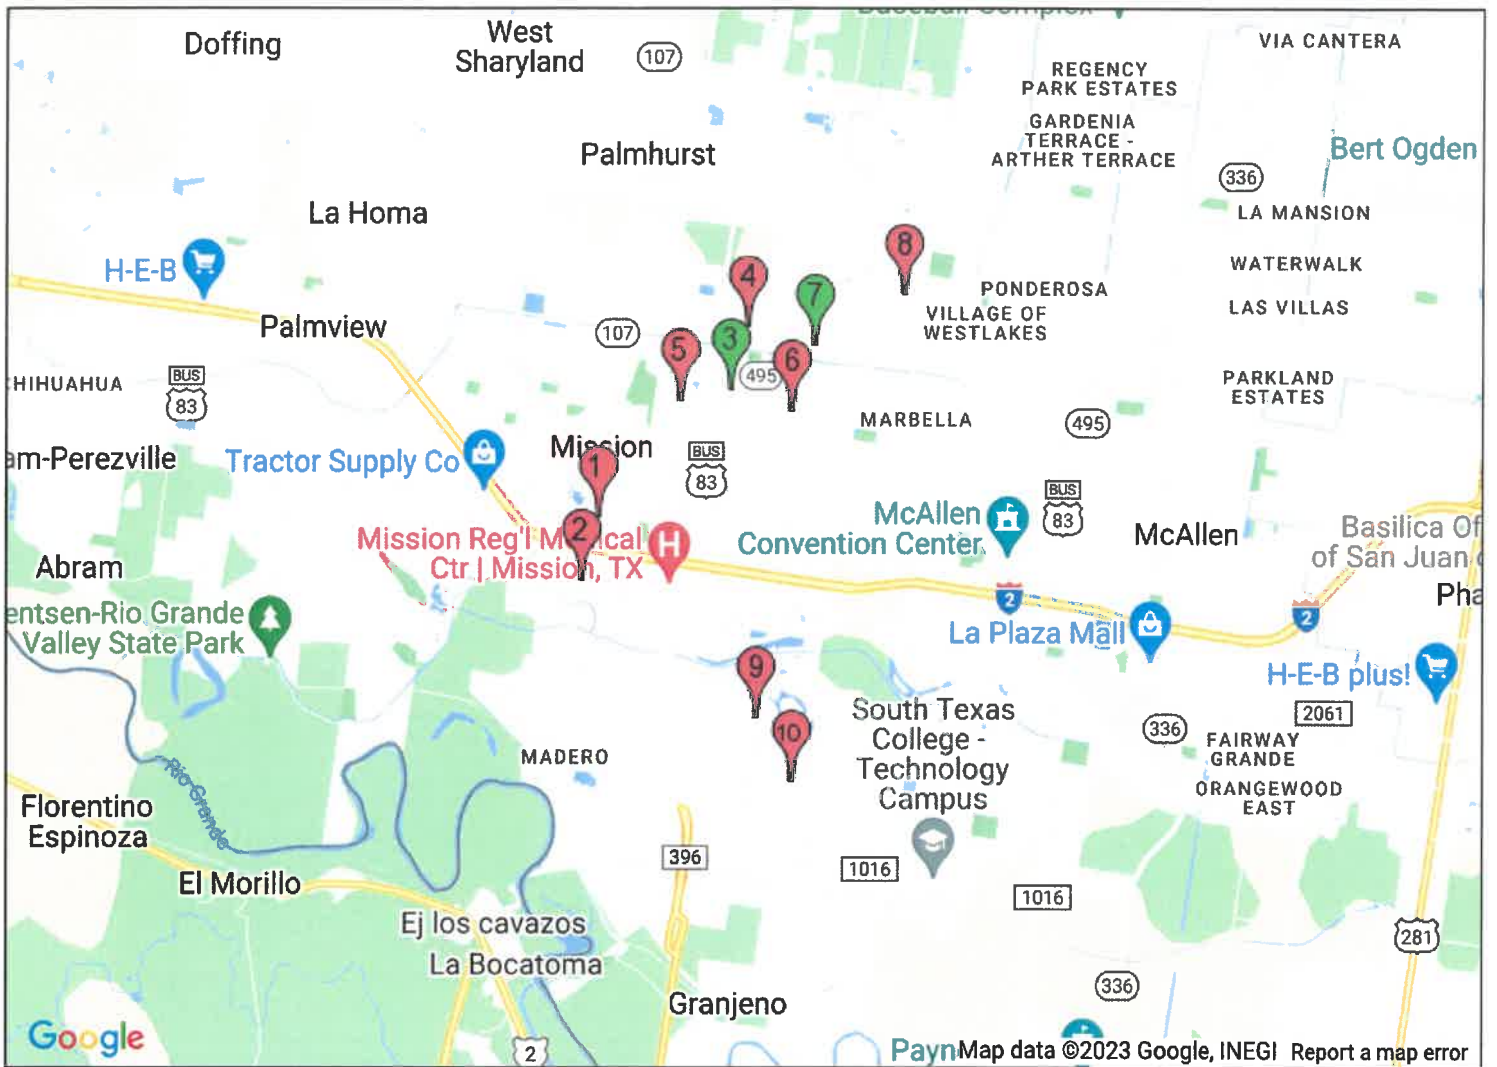 Doffing
West
Sharyland
107
VIA CANTERA
REGENCY
PARK ESTATES
GARDENIA
TERRACE -
ARTHER TERRACE
Palmhurst
Bert Ogden
336
LA MANSION
La Homa
H-E-B
8
4
7
WATERWALK
PONDEROSA
LAS VILLAS
VILLAGE OF
WESTLAKES
Palmview
107
5
3
6
495
HIHUAHUA
BUS
83
PARKLAND
ESTATES
MARBELLA
495
am-Perezville
Tractor Supply Co
Mission
1
BUS
83
BUS
83
McAllen
Convention Center
McAllen
Basilica Of
of San Juan
2
Mission Reg'l Medical
Ctr | Mission, TX
H
Abram
2
2
Pha
entsen-Rio Grande
Valley State Park
La Plaza Mall
9
H-E-B plus!
10
South Texas
College -
Technology
Campus
2061
336
FAIRWAY
GRANDE
MADERO
ORANGEWOOD
EAST
Rio Grande
Florentino
Espinoza
396
1016
1016
El Morillo
Ej los cavazos
281
La Bocatoma
336
Granjeno
Google
2
Payn
Map data ©2023 Google, INEGI
Report a map error